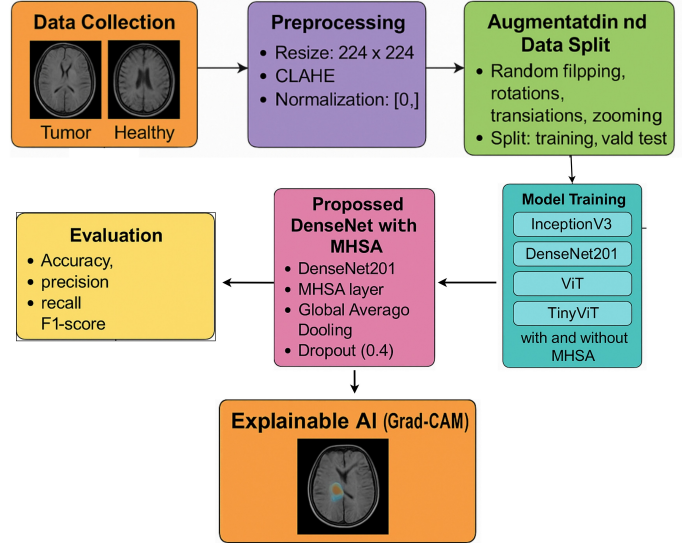 Data Collection
Tumor
Healthy
Preprocessing
• Resize: 224 x 224
• CLAHE
• Normalization: [0,]
Augmentatdin nd
Data Split
• Random filpping,
rotations,
transiations, zooming
• Split: training, vald test
Model Training
InceptionV3
DenseNet201
ViT
TinyViT
with and without
MHSA
Propossed
DenseNet with
MHSA
• DenseNet201
• MHSA layer
• Global Averago
Dooling
• Dropout (0.4)
Evaluation
• Accuracy,
• precision
• recall
F1-score
Explainable AI (Grad-CAM)